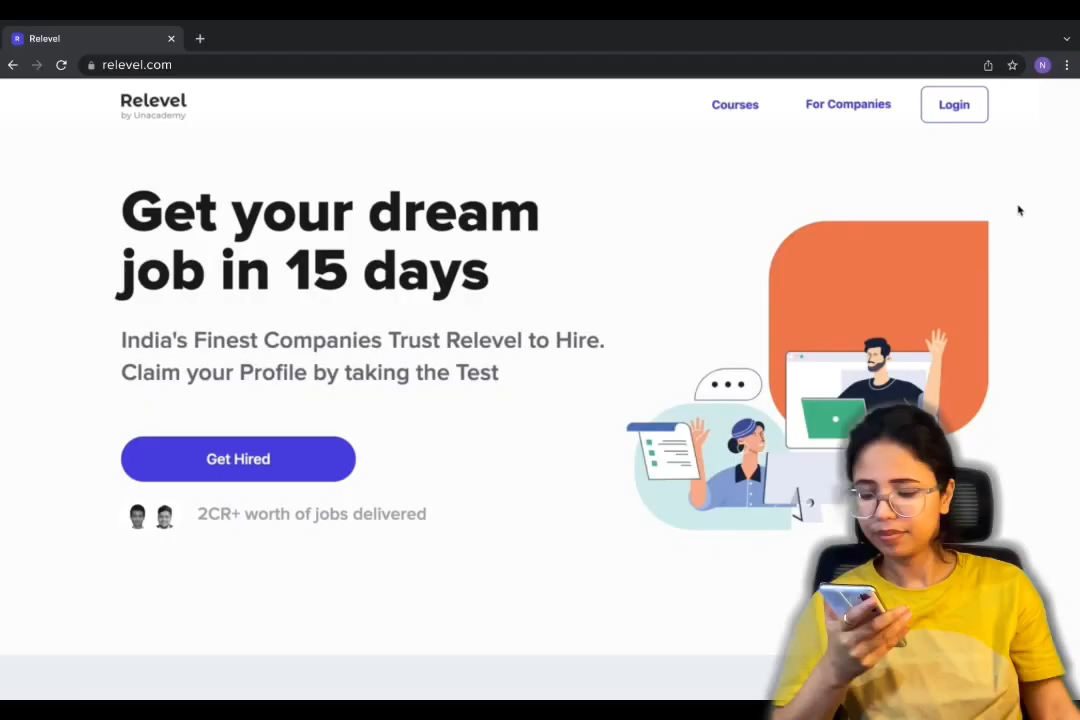 Relevel
relevel.com
N
Relevel
by Unacademy
Courses
For Companies
Login
Get your dream
job in 15 days
India's Finest Companies Trust Relevel to Hire.
Claim your Profile by taking the Test
Get Hired
2CR+ worth of jobs delivered